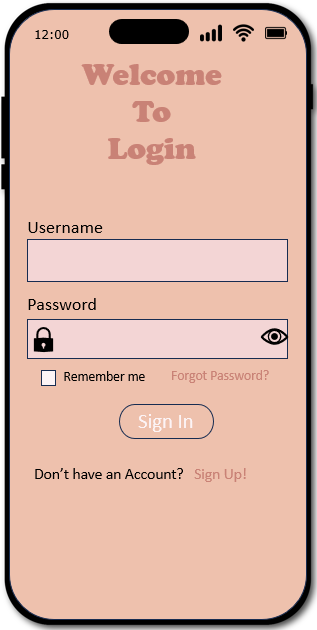 12:00
Welcome
To
Login
Username
Password
Remember me
Forgot Password?
Sign In
Don't have an Account? Sign Up!